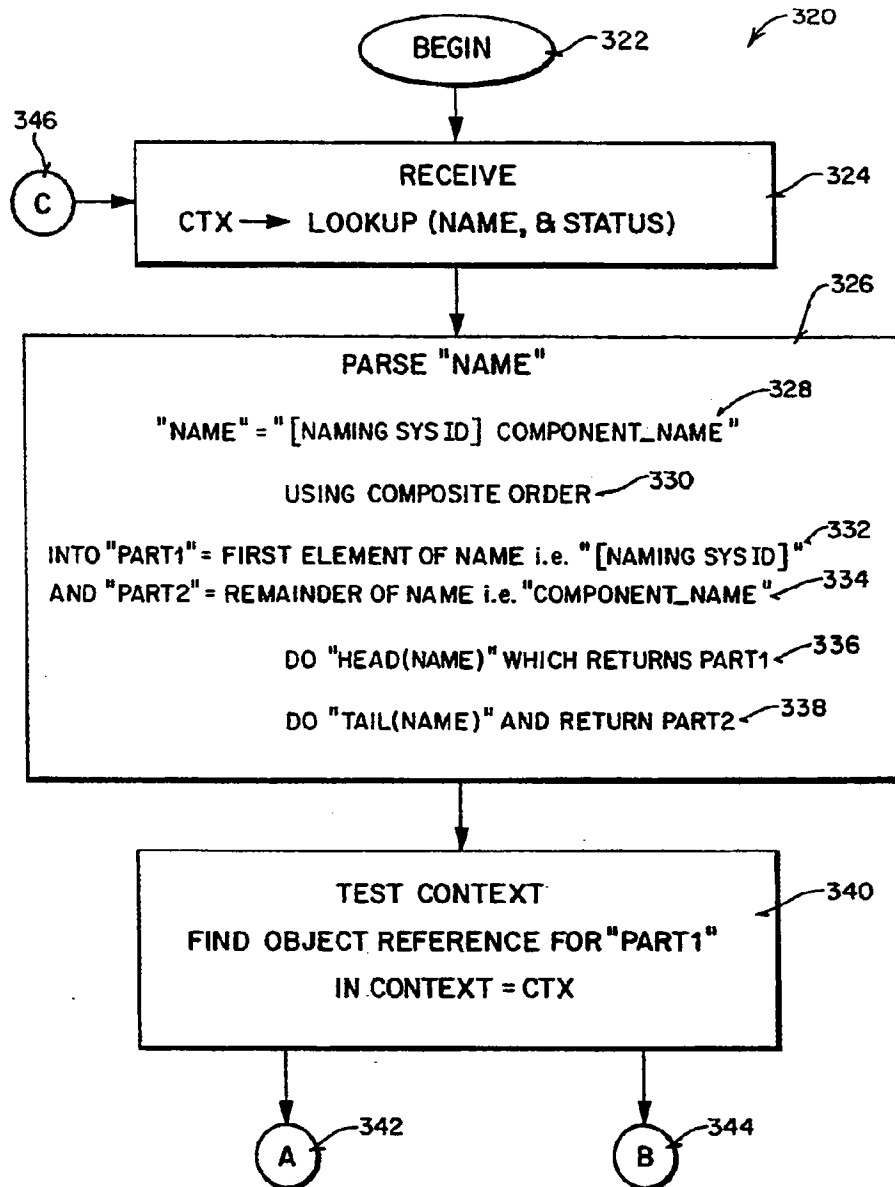 320
BEGIN
322
346
C
RECEIVE
CTX → LOOKUP (NAME, & STATUS)
324
326
PARSE "NAME"
328
"NAME" = "[NAMING SYS ID] COMPONENT_NAME"
USING COMPOSITE ORDER
330
INTO "PART1" = FIRST ELEMENT OF NAME i.e. "[NAMING SYS ID]"
332
AND "PART2" = REMAINDER OF NAME i.e. "COMPONENT_NAME"
334
DO "HEAD(NAME)" WHICH RETURNS PART1
336
DO "TAIL(NAME)" AND RETURN PART2
338
TEST CONTEXT
340
FIND OBJECT REFERENCE FOR "PART1"
IN CONTEXT = CTX
A
342
B
344